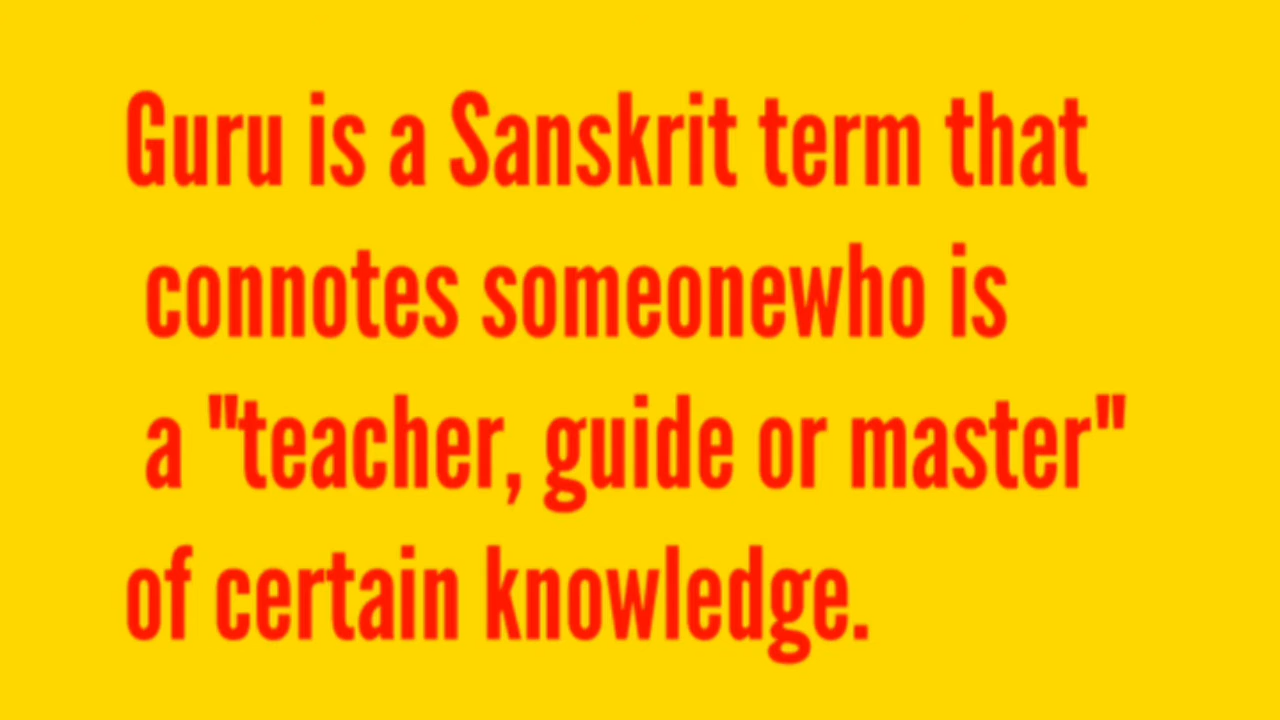 Guru is a Sanskrit term that
connotes someonewho is
a "teacher, guide or master"
of certain knowledge.